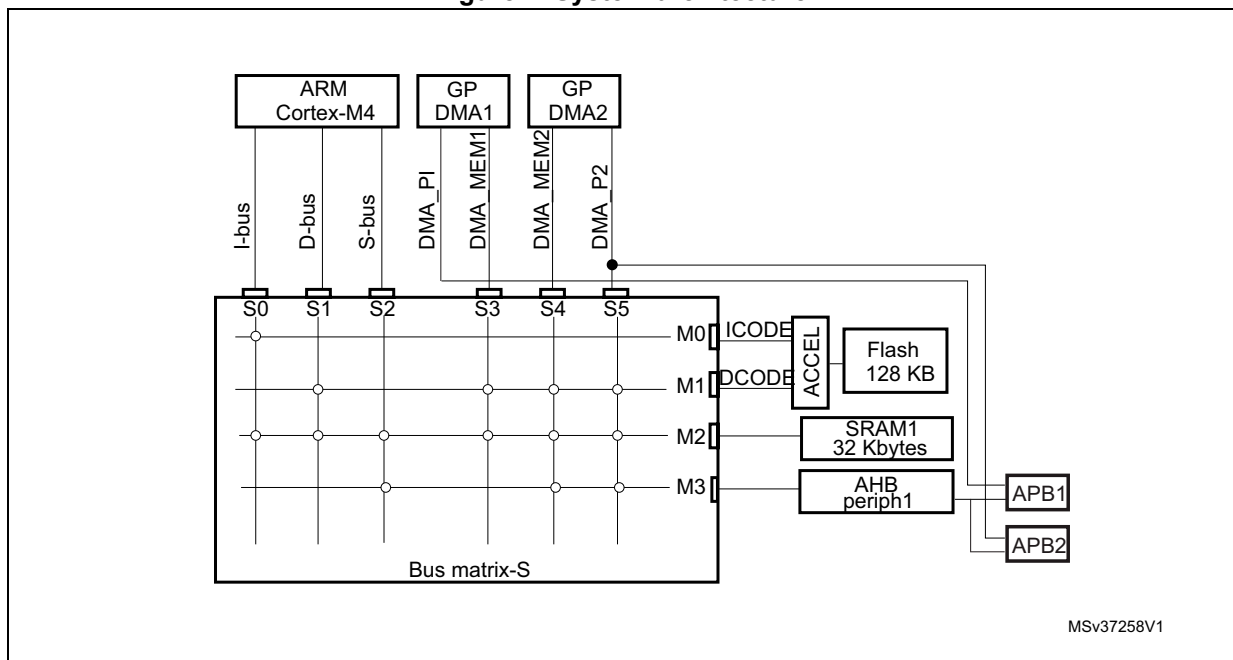 ARM
Cortex-M4
GP
DMA1
GP
DMA2
I-bus
D-bus
S-bus
DMA_PI
DMA_MEM1
DMA_MEM2
DMA_P2
S0
S1
S2
S3
S4
S5
M0
ICODE
M1
DCODE
ACCEL
Flash
128 KB
M2
SRAM1
32 Kbytes
M3
AHB
periph1
APB1
APB2
Bus matrix-S
MSv37258V1